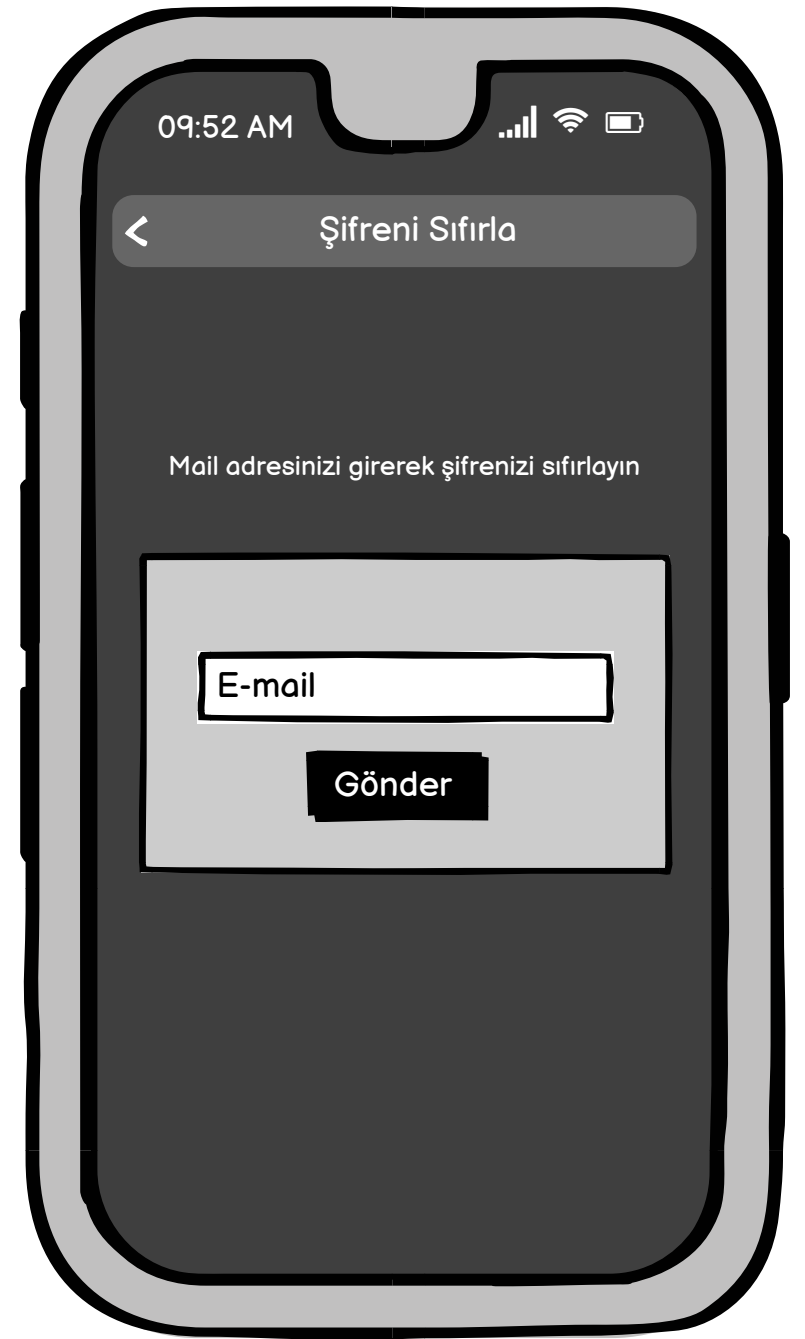 09:52 AM
Şifreni Sıfırla
Mail adresinizi girerek şifrenizi sıfırlayın
E-mail
Gönder